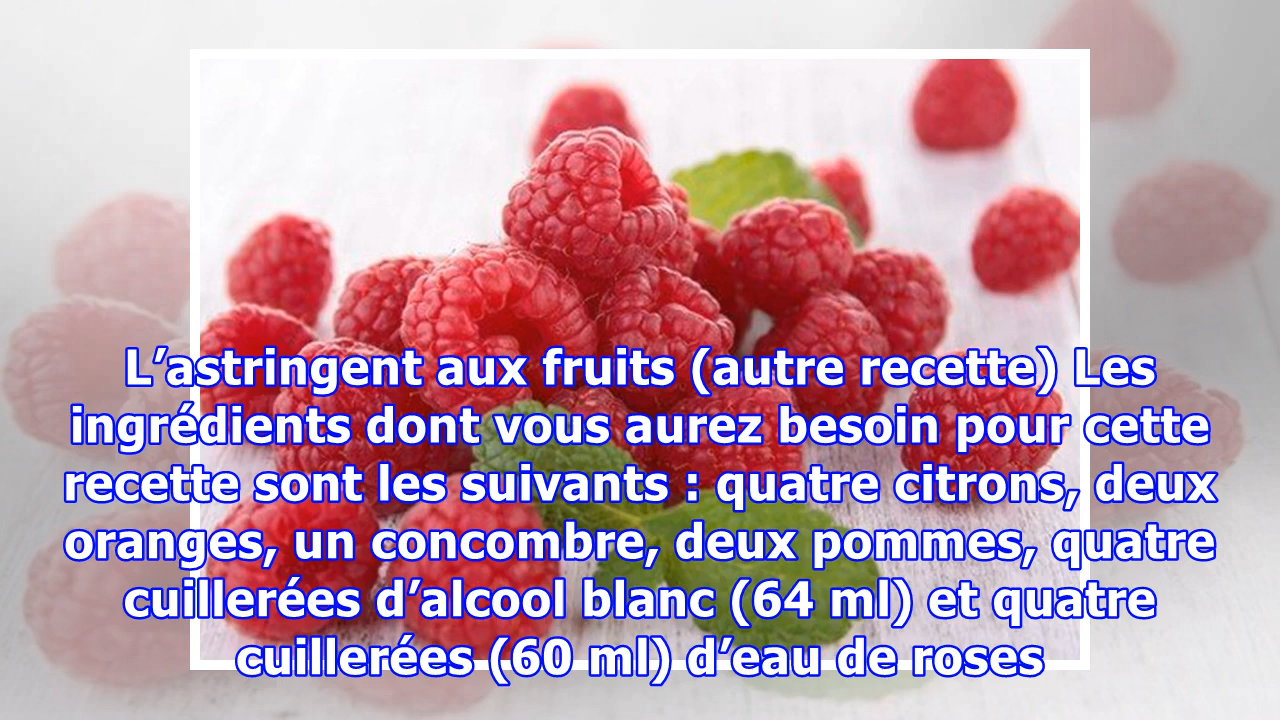 L’astringent aux fruits (autre recette) Les
ingrédients dont vous aurez besoin pour cette
recette sont les suivants : quatre citrons, deux
oranges, un concombre, deux pommes, quatre
cuillerées d’alcool blanc (64 ml) et quatre
cuillerées (60 ml) d’eau de roses